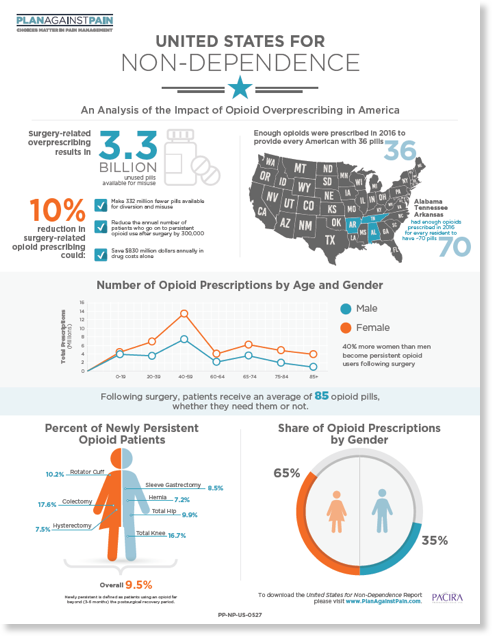 PLANAGAINSTPAIN
CHOICES MATTER IN PAIN MANAGEMENT
UNITED STATES FOR
NON-DEPENDENCE
An Analysis of the Impact of Opioid Overprescribing in America
Surgery-related
overprescribing
results in
3.3
BILLION
unused pills
available for misuse
10%
reduction in
surgery-related
opioid prescribing
could:
Make 332 million fewer pills available
for diversion and misuse
Reduce the annual number of
patients who go on to persistent
opioid use after surgery by 300,000
Save $830 million dollars annually in
drug costs alone
Enough opioids were prescribed in 2016 to
provide every American with 36 pills
36
WA
MT
ND
OR
ID
WY
SD
MN
WI
NV
UT
CO
NE
IA
CA
AZ
NM
KS
MO
OK
AR
TX
LA
MS
AL
GA
TN
FL
Alabama
Tennessee
Arkansas
had enough opioids
prescribed in 2016
for every resident to
have ~70 pills
70
Number of Opioid Prescriptions by Age and Gender
Total Prescriptions
(Millions)
16
14
12
10
8
6
4
2
0
0-19
20-39
40-59
60-64
65-74
75-84
85+
Male
Female
40% more women than men
become persistent opioid
users following surgery
Following surgery, patients receive an average of 85 opioid pills,
whether they need them or not.
Percent of Newly Persistent
Opioid Patients
10.2% Rotator Cuff
17.6% Colectomy
7.5% Hysterectomy
Sleeve Gastrectomy 8.5%
Hernia 7.2%
Total Hip 9.9%
Total Knee 16.7%
Overall 9.5%
Newly persistent is defined as patients using an opioid far
beyond (3-6 months) the postsurgical recovery period.
Share of Opioid Prescriptions
by Gender
65%
35%
To download the United States for Non-Dependence Report
please visit www.PlanAgainstPain.com.
PACIRA
PP-NP-US-0527